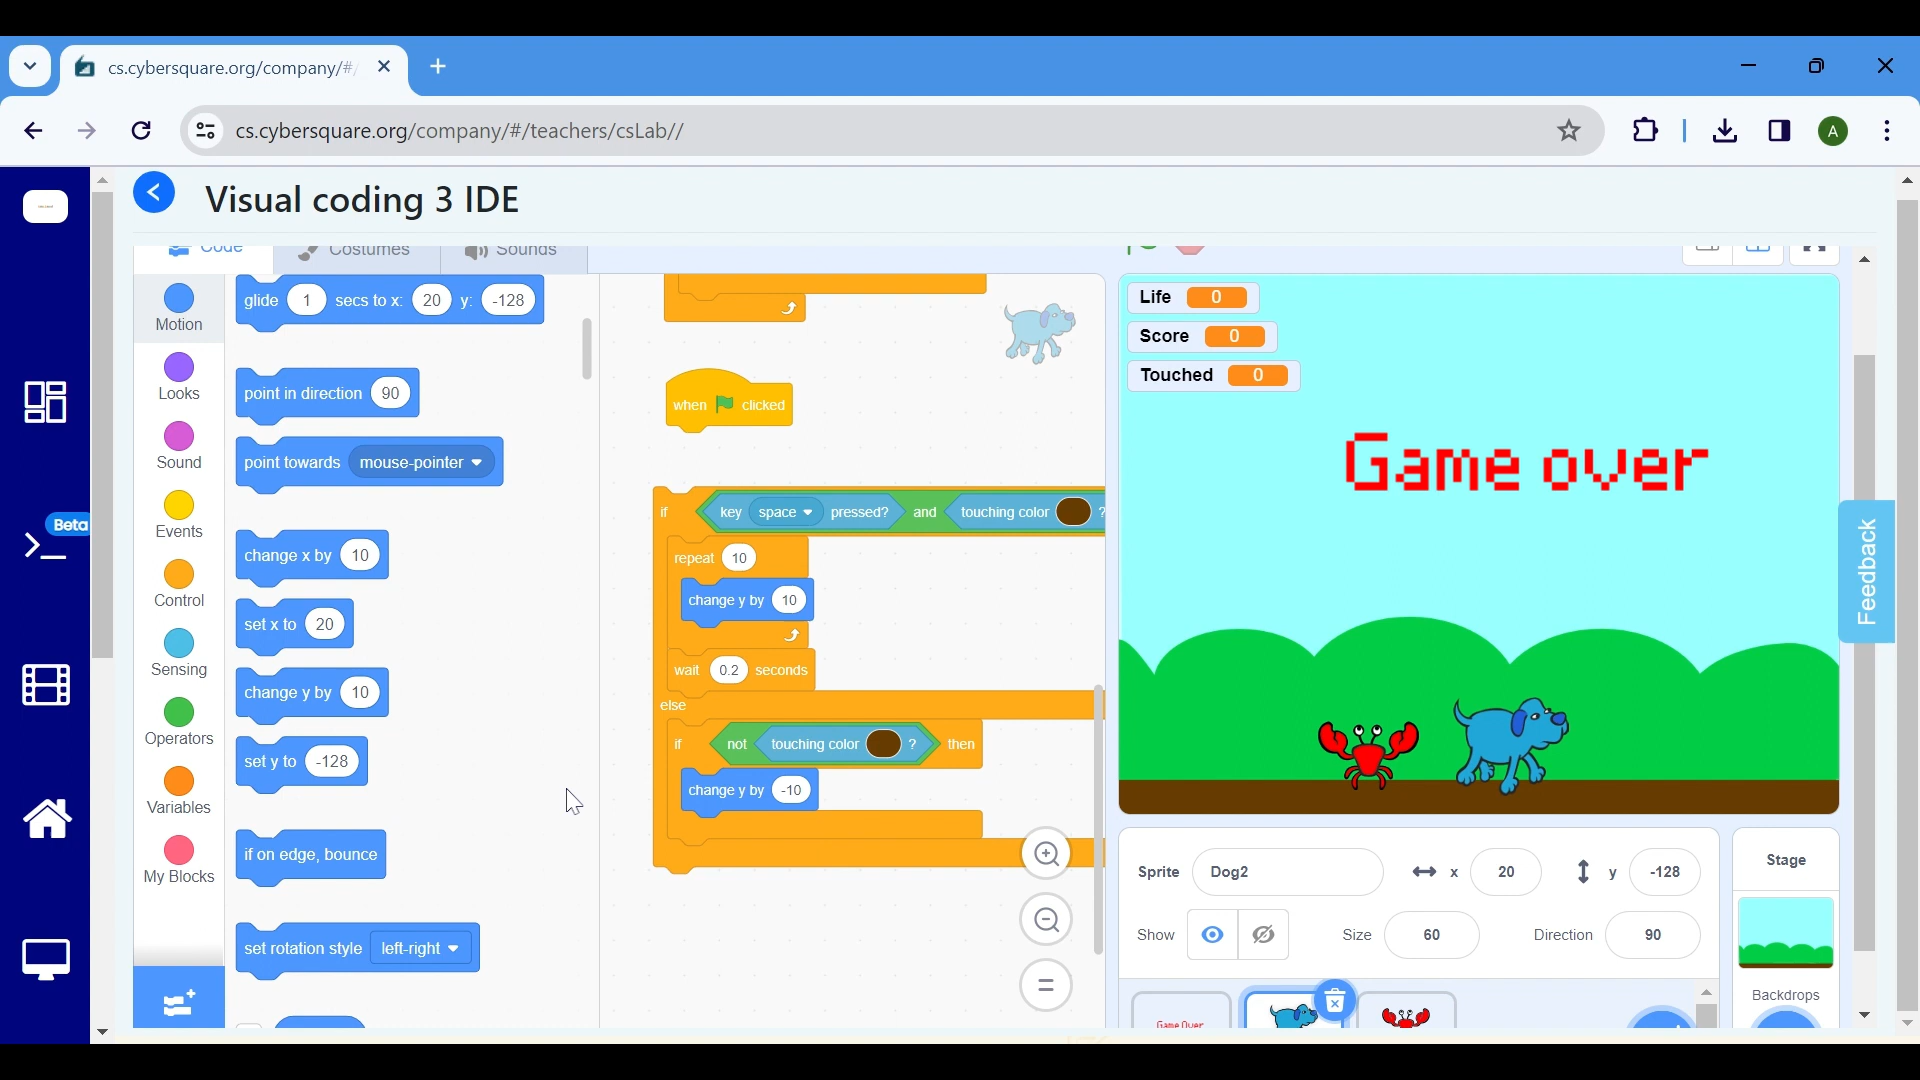 cs.cybersquare.org/company/#/
cs.cybersquare.org/company/#/teachers/csLab//
A
Visual coding 3 IDE
Code
Costumes
Sounds
Beta
Motion
Looks
Sound
Events
Control
Sensing
Operators
Variables
My Blocks
glide 1 secs to x: 20 y: -128
point in direction 90
point towards mouse-pointer
change x by 10
set x to 20
change y by 10
set y to -128
if on edge, bounce
set rotation style left-right
when clicked
if key space pressed? and touching color ?
repeat 10
change y by 10
wait 0.2 seconds
else
if not touching color ? then
change y by -10
Life 0
Score 0
Touched 0
Game over
Feedback
Sprite Dog2 x 20 y -128
Show Size 60 Direction 90
Game Over
Stage
Backdrops